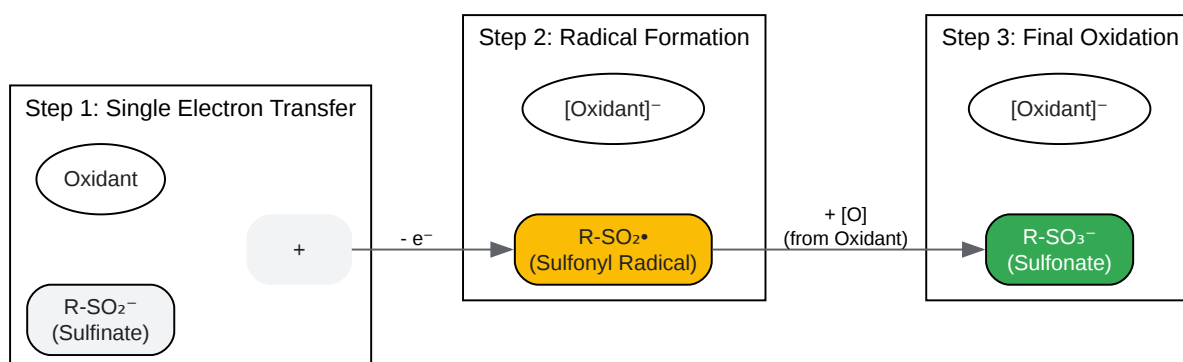 Step 1: Single Electron Transfer
Oxidant
+
R-SO₂⁻
(Sulfinate)
- e⁻
Step 2: Radical Formation
[Oxidant]⁻
R-SO₂•
(Sulfonyl Radical)
+ [O]
(from Oxidant)
Step 3: Final Oxidation
[Oxidant]⁻
R-SO₃⁻
(Sulfonate)